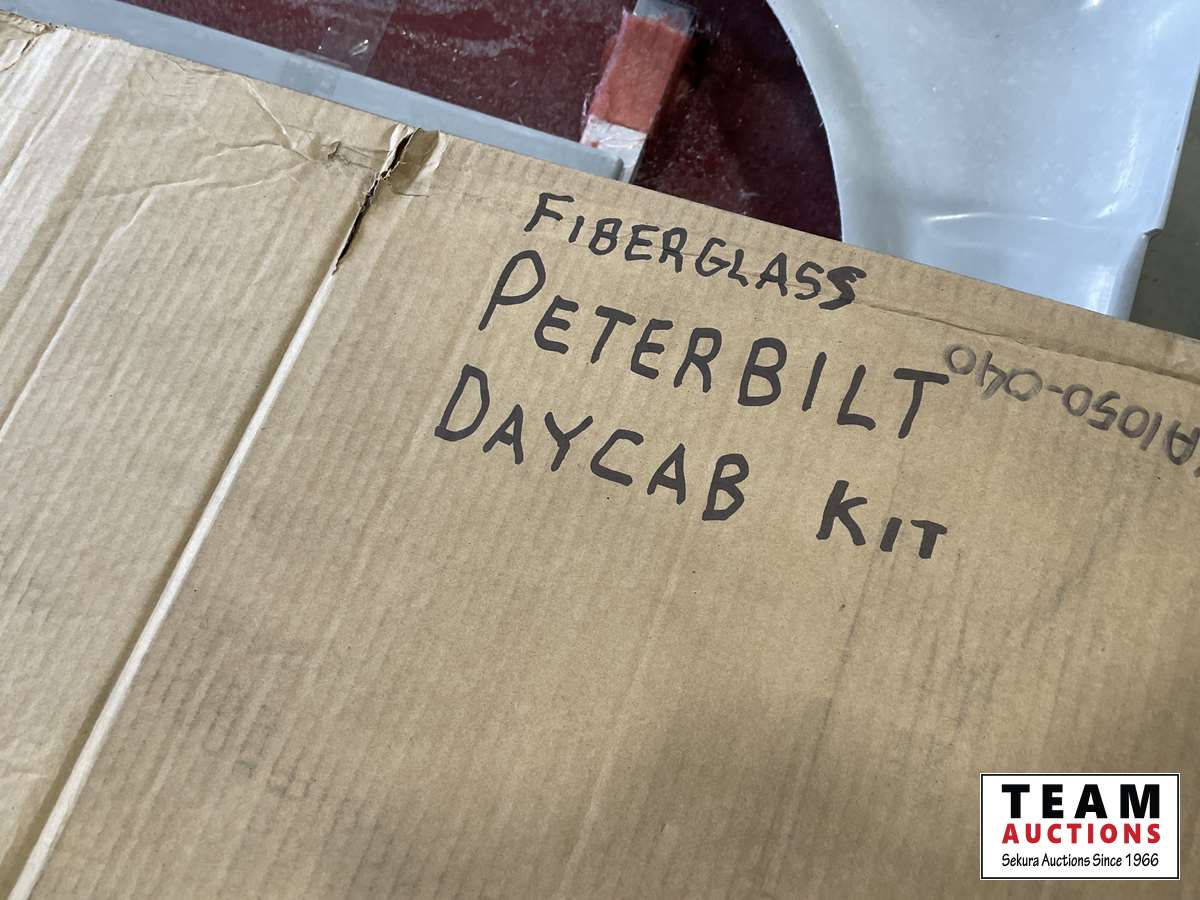 FIBERGLASS
PETERBILT
DAYCAB KIT
A1050-040
TEAM
AUCTIONS
Sekura Auctions Since 1966